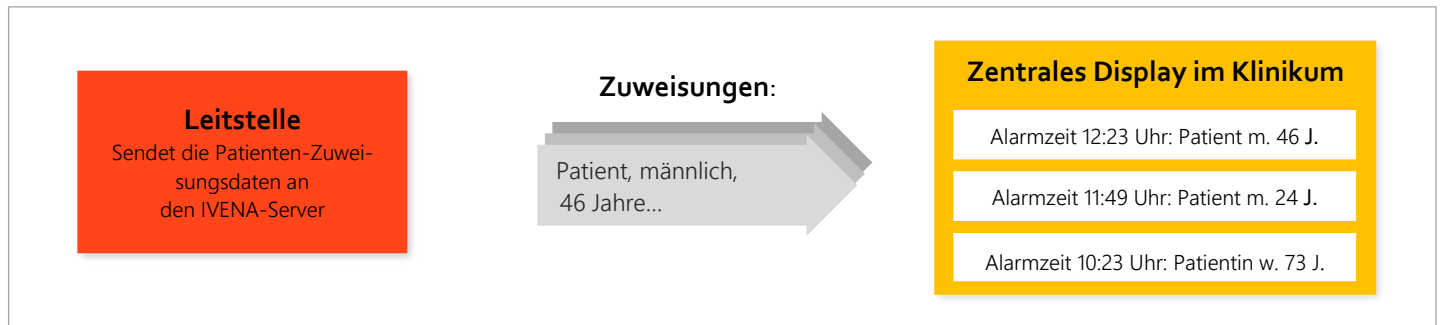 Leitstelle
Sendet die Patienten-Zuwei-
sungsdaten an
den IVENA-Server
Zuweisungen:
Patient, männlich,
46 Jahre...
Zentrales Display im Klinikum
Alarmzeit 12:23 Uhr: Patient m. 46 J.
Alarmzeit 11:49 Uhr: Patient m. 24 J.
Alarmzeit 10:23 Uhr: Patientin w. 73 J.